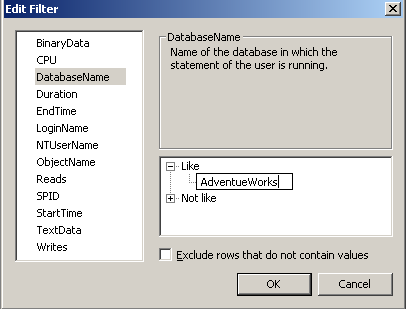 Edit Filter
BinaryData
CPU
DatabaseName
Duration
EndTime
LoginName
NTUserName
ObjectName
Reads
SPID
StartTime
TextData
Writes
DatabaseName
Name of the database in which the
statement of the user is running.
Like
AdventueWorks
Not like
Exclude rows that do not contain values
OK
Cancel